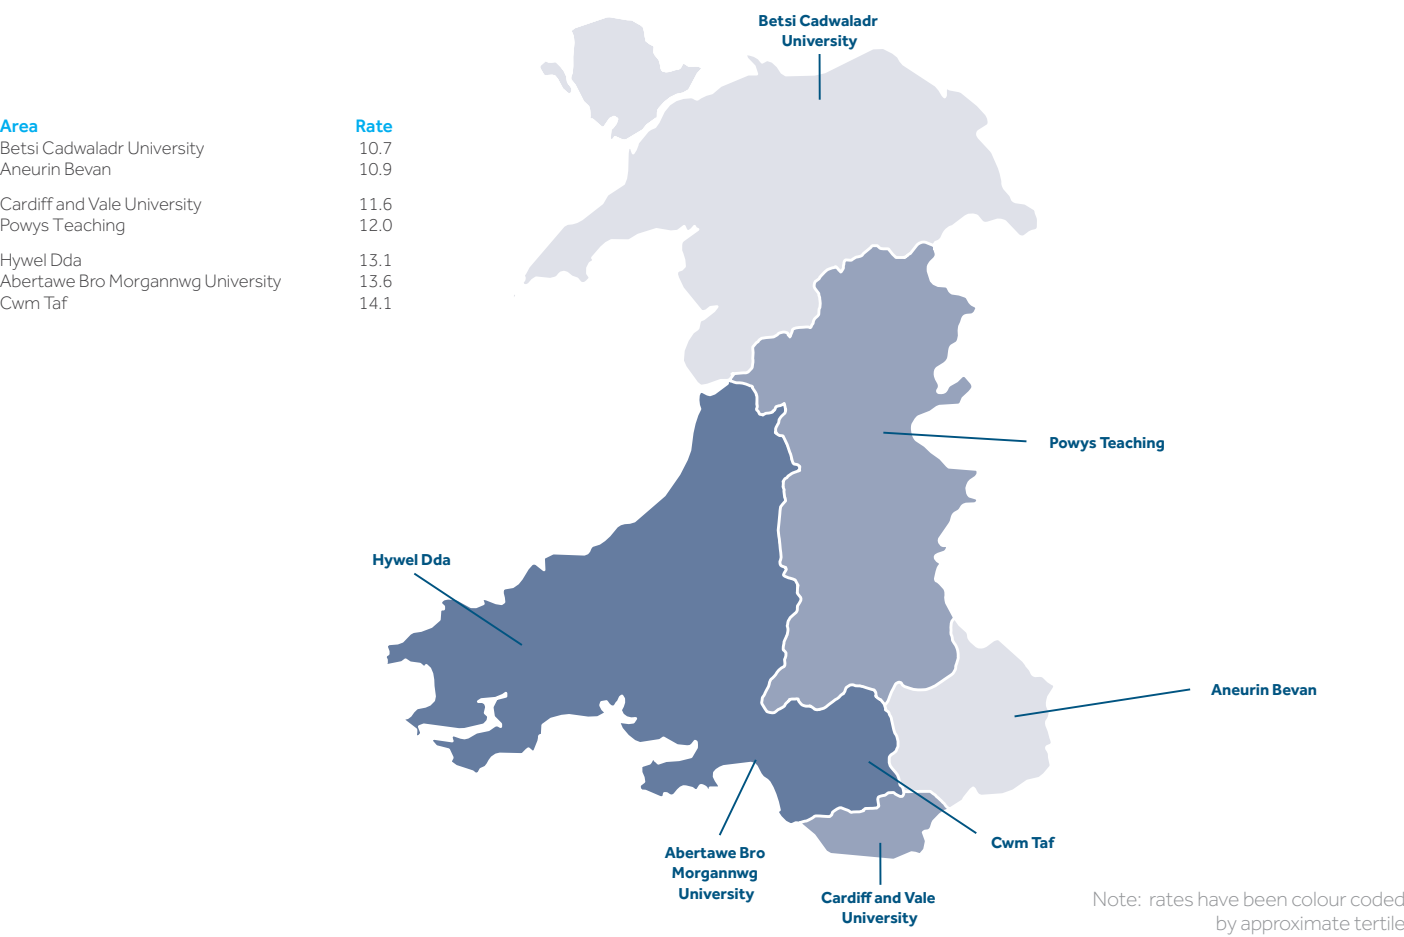 Betsi Cadwaladr
University
Area Rate
Betsi Cadwaladr University 10.7
Aneurin Bevan 10.9
Cardiff and Vale University 11.6
Powys Teaching 12.0
Hywel Dda 13.1
Abertawe Bro Morgannwg University 13.6
Cwm Taf 14.1
Powys Teaching
Hywel Dda
Aneurin Bevan
Cwm Taf
Abertawe Bro
Morgannwg
University
Cardiff and Vale
University
Note: rates have been colour coded
by approximate tertile